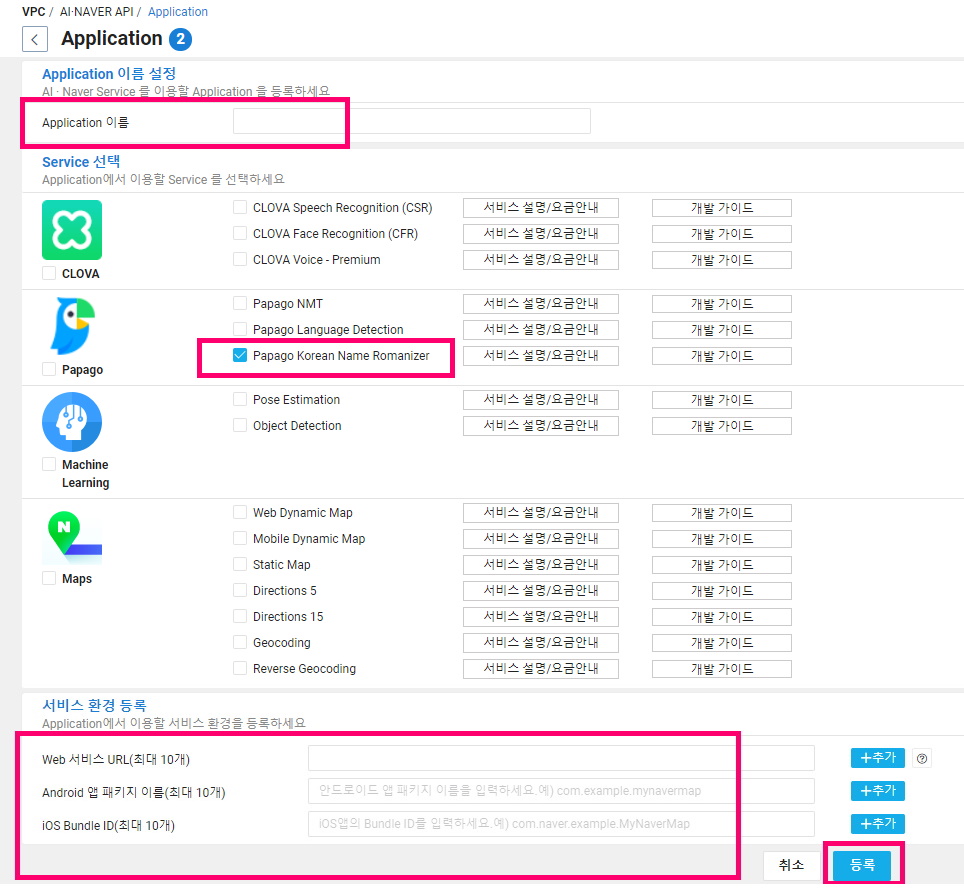 VPC / AI·NAVER API / Application
< Application 2
Application 이름 설정
AI · Naver Service 를 이용할 Application 을 등록하세요
Application 이름
Service 선택
Application에서 이용할 Service 를 선택하세요
CLOVA Speech Recognition (CSR) 서비스 설명/요금안내 개발 가이드
CLOVA Face Recognition (CFR) 서비스 설명/요금안내 개발 가이드
CLOVA Voice - Premium 서비스 설명/요금안내 개발 가이드
CLOVA
Papago NMT 서비스 설명/요금안내 개발 가이드
Papago Language Detection 서비스 설명/요금안내 개발 가이드
Papago Korean Name Romanizer 서비스 설명/요금안내 개발 가이드
Papago
Pose Estimation 서비스 설명/요금안내 개발 가이드
Object Detection 서비스 설명/요금안내 개발 가이드
Machine
Learning
Web Dynamic Map 서비스 설명/요금안내 개발 가이드
N
Mobile Dynamic Map 서비스 설명/요금안내 개발 가이드
Static Map 서비스 설명/요금안내 개발 가이드
Maps
Directions 5 서비스 설명/요금안내 개발 가이드
Directions 15 서비스 설명/요금안내 개발 가이드
Geocoding 서비스 설명/요금안내 개발 가이드
Reverse Geocoding 서비스 설명/요금안내 개발 가이드
서비스 환경 등록
Application에서 이용할 서비스 환경을 등록하세요
Web 서비스 URL(최대 10개) +추가 ?
Android 앱 패키지 이름(최대 10개) 안드로이드 앱 패키지 이름을 입력하세요.예) com.example.mynavermap +추가
iOS Bundle ID(최대 10개) iOS앱의 Bundle ID를 입력하세요.예) com.naver.example.MyNaverMap +추가
취소 등록